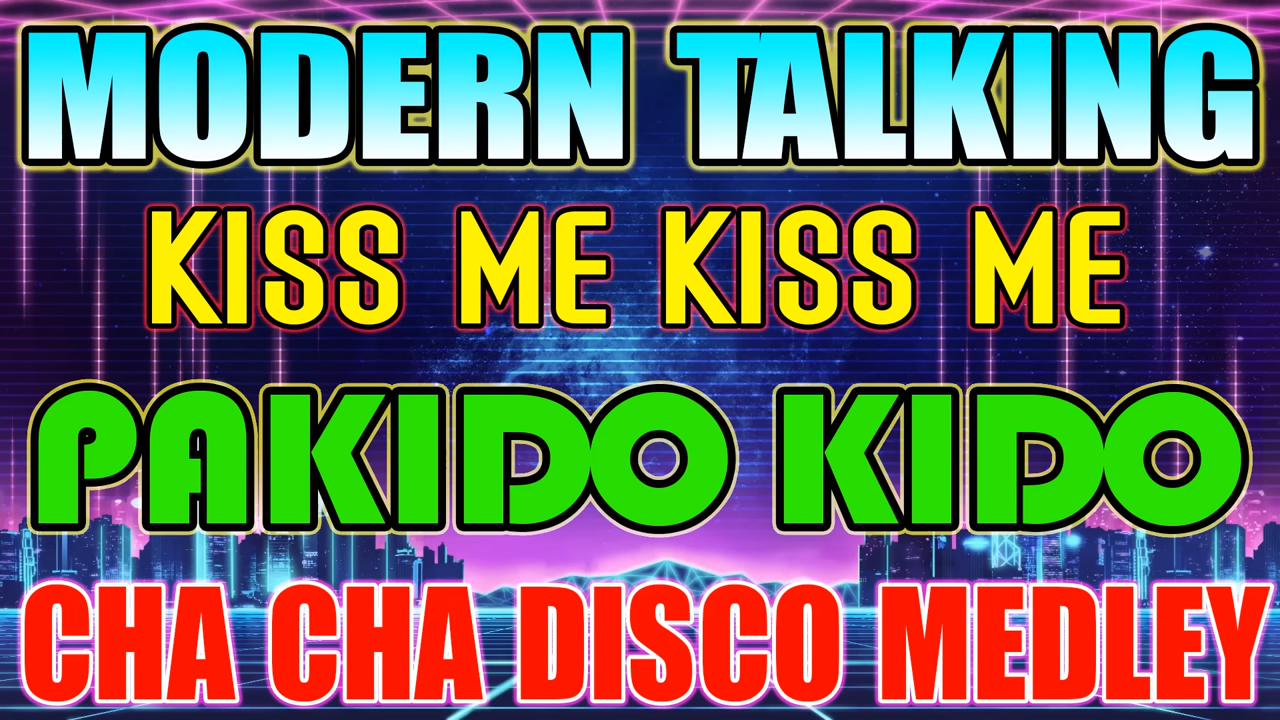 MODERN TALKING
KISS ME KISS ME
PAKIDO KIDO
CHA CHA DISCO MEDLEY